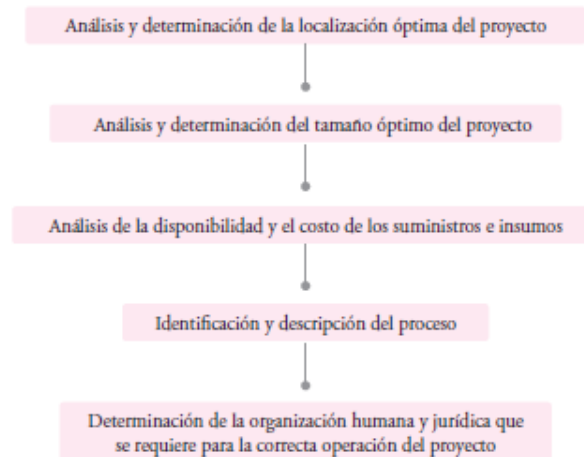 Análisis y determinación de la localización óptima del proyecto
Análisis y determinación del tamaño óptimo del proyecto
Análisis de la disponibilidad y el costo de los suministros e insumos
Identificación y descripción del proceso
Determinación de la organización humana y jurídica que
se requiere para la correcta operación del proyecto